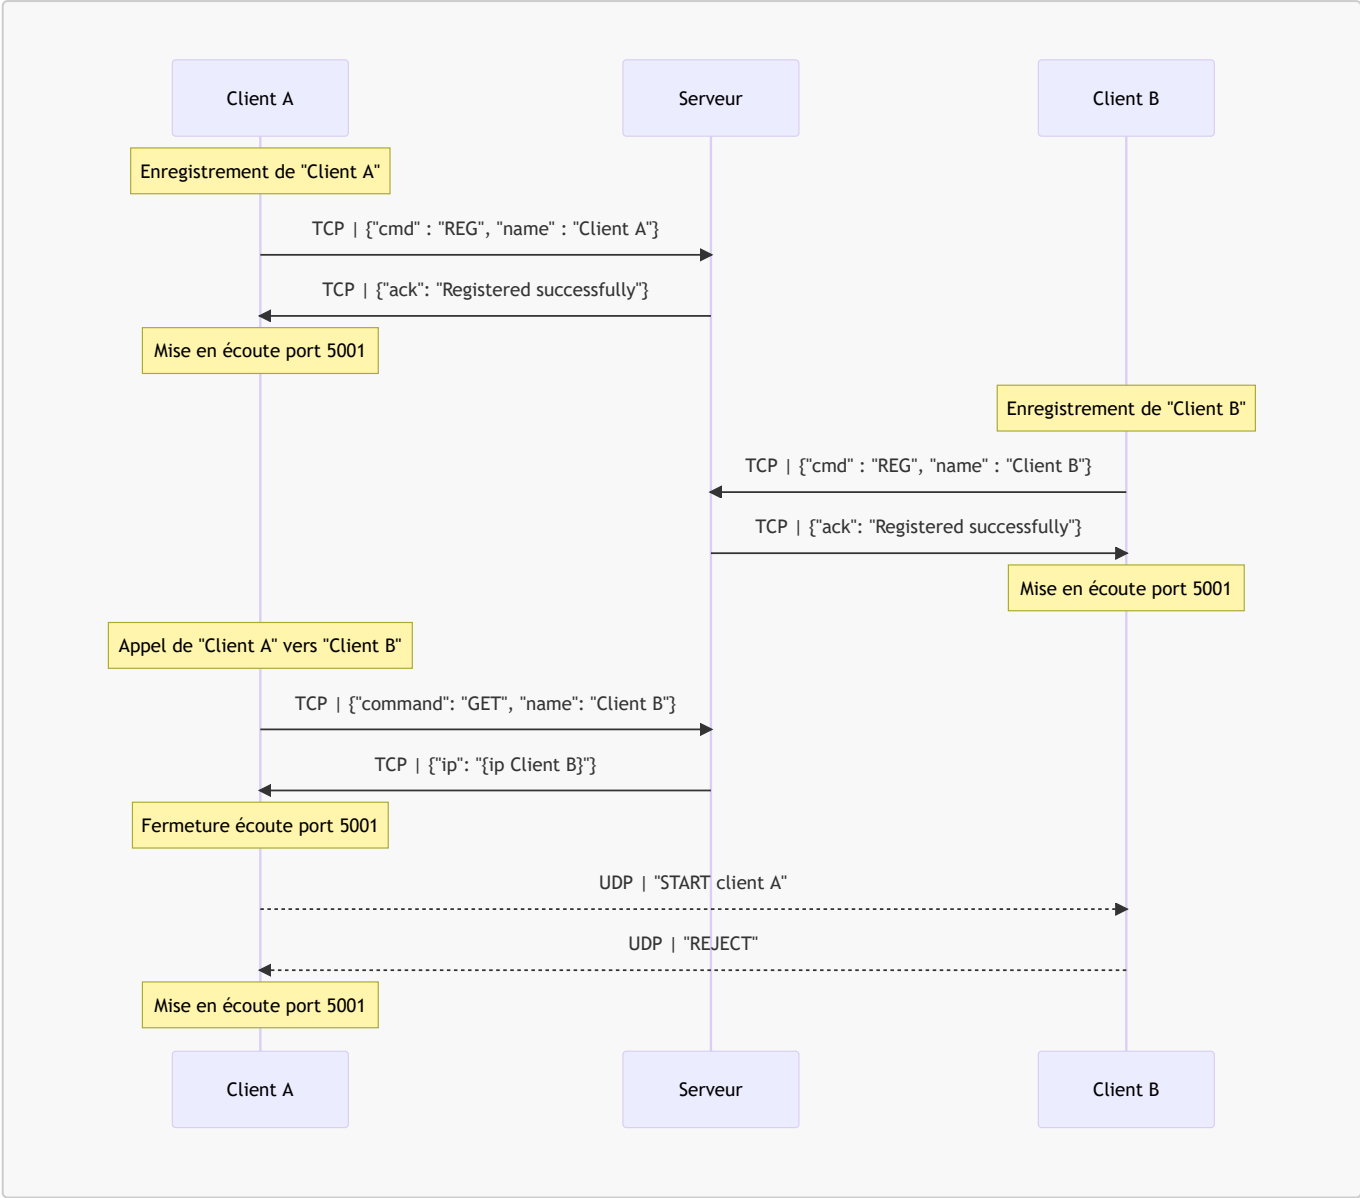 Client A
Serveur
Client B
Enregistrement de "Client A"
TCP | {"cmd" : "REG", "name" : "Client A"}
TCP | {"ack": "Registered successfully"}
Mise en écoute port 5001
Enregistrement de "Client B"
TCP | {"cmd" : "REG", "name" : "Client B"}
TCP | {"ack": "Registered successfully"}
Mise en écoute port 5001
Appel de "Client A" vers "Client B"
TCP | {"command": "GET", "name": "Client B"}
TCP | {"ip": "{ip Client B}"}
Fermeture écoute port 5001
UDP | "START client A"
UDP | "REJECT"
Mise en écoute port 5001
Client A
Serveur
Client B